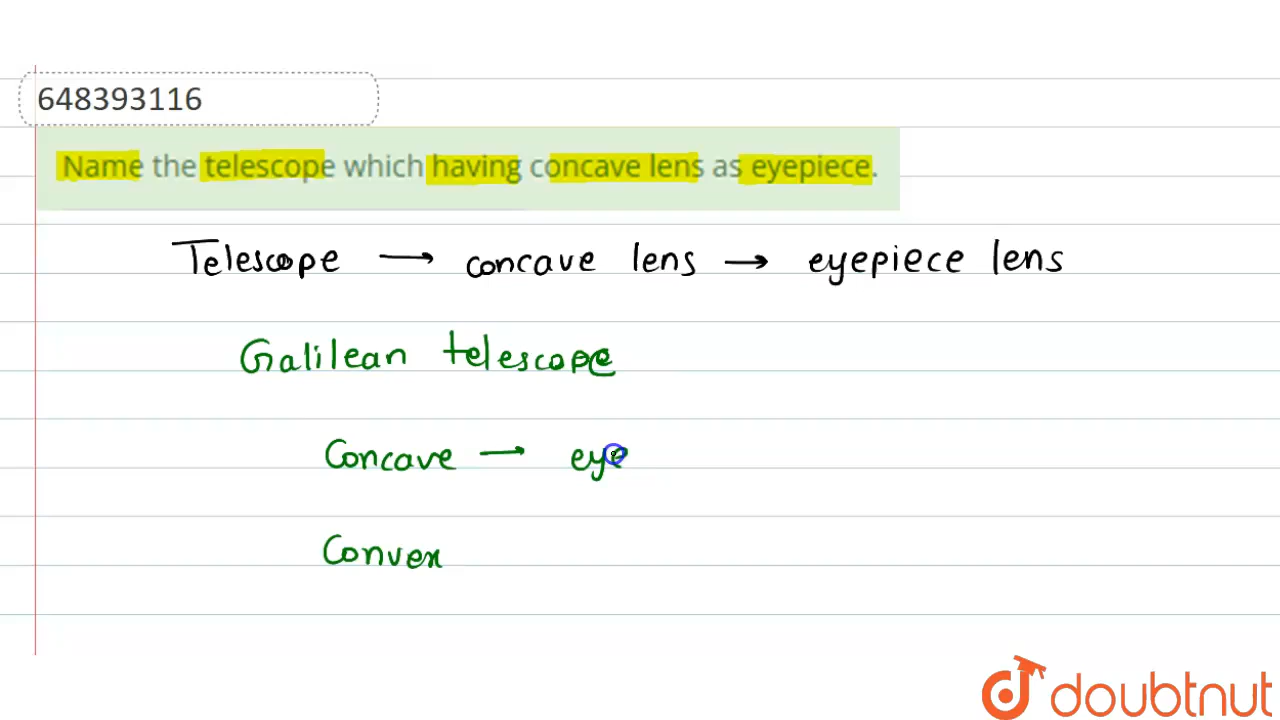 648393116
Name the telescope which having concave lens as eyepiece.
Telescope → concave lens → eyepiece lens
Galilean telescope
Concave → eye
Convex
doubtnut